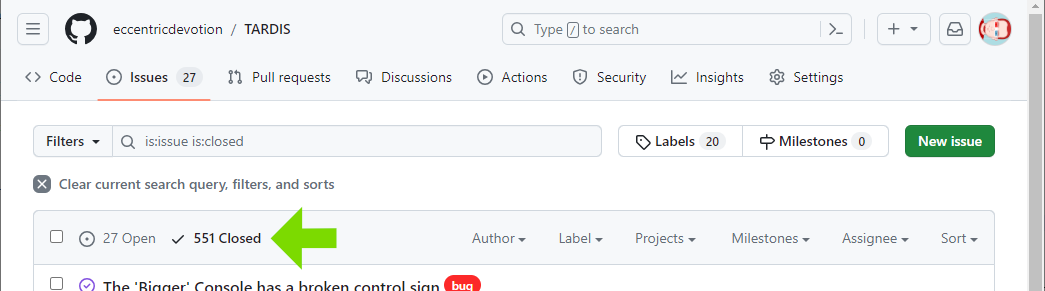 eccentricdevotion / TARDIS
Type / to search
Code
Issues 27
Pull requests
Discussions
Actions
Security
Insights
Settings
Filters
is:issue is:closed
Labels 20
Milestones 0
New issue
Clear current search query, filters, and sorts
27 Open
551 Closed
Author
Label
Projects
Milestones
Assignee
Sort
The 'Bigger' Console has a broken control sign bug